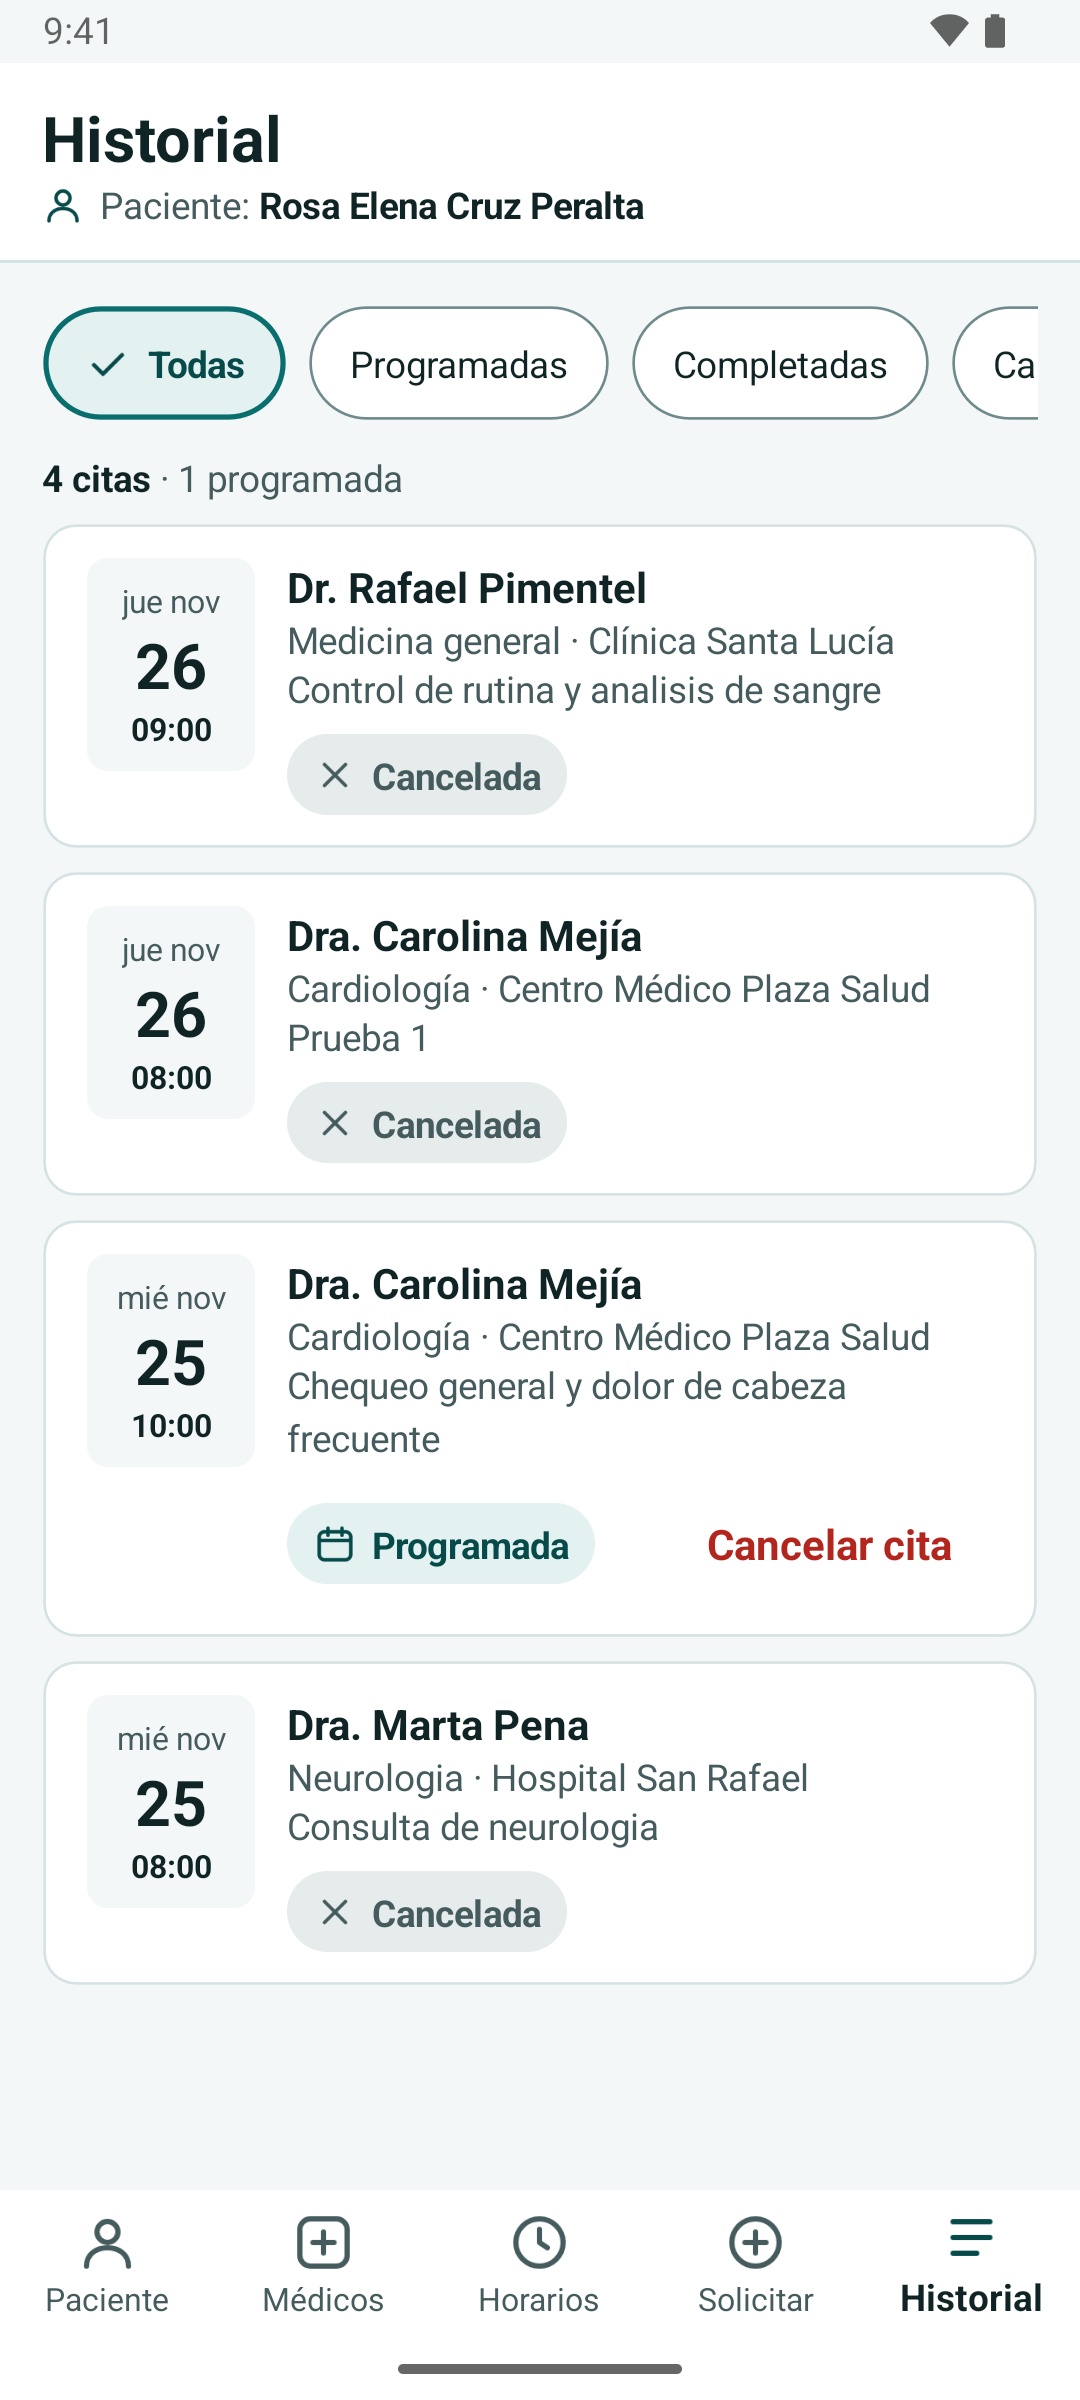 9:41
Historial
Paciente: Rosa Elena Cruz Peralta
Todas
Programadas
Completadas
Ca
4 citas · 1 programada
jue nov
26
09:00
Dr. Rafael Pimentel
Medicina general · Clínica Santa Lucía
Control de rutina y analisis de sangre
Cancelada
jue nov
26
08:00
Dra. Carolina Mejía
Cardiología · Centro Médico Plaza Salud
Prueba 1
Cancelada
mié nov
25
10:00
Dra. Carolina Mejía
Cardiología · Centro Médico Plaza Salud
Chequeo general y dolor de cabeza
frecuente
Programada
Cancelar cita
mié nov
25
08:00
Dra. Marta Pena
Neurologia · Hospital San Rafael
Consulta de neurologia
Cancelada
Paciente
Médicos
Horarios
Solicitar
Historial